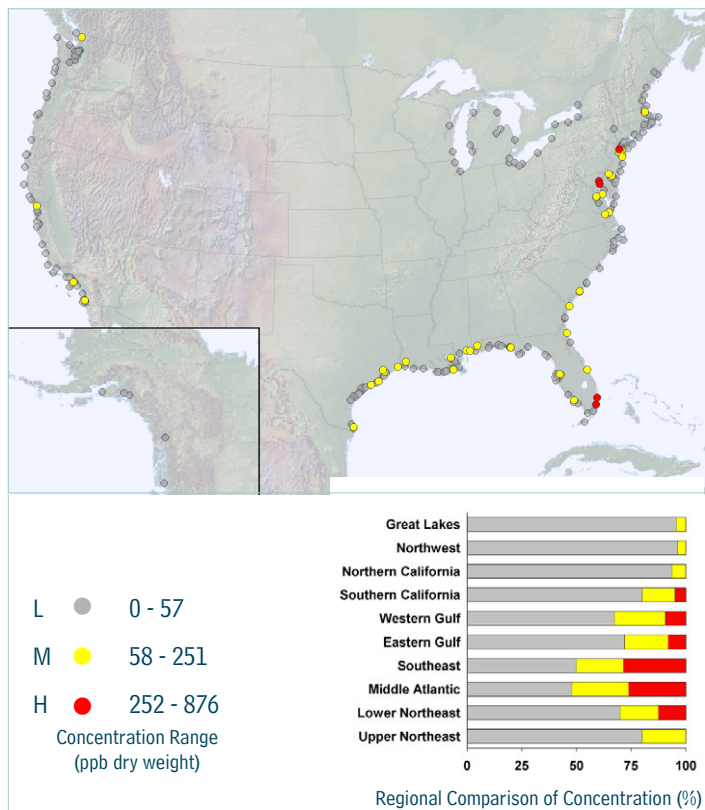 L 0 - 57
M 58 - 251
H 252 - 876
Concentration Range
(ppb dry weight)
Great Lakes
Northwest
Northern California
Southern California
Western Gulf
Eastern Gulf
Southeast
Middle Atlantic
Lower Northeast
Upper Northeast
0 25 50 75 100
Regional Comparison of Concentration (%)